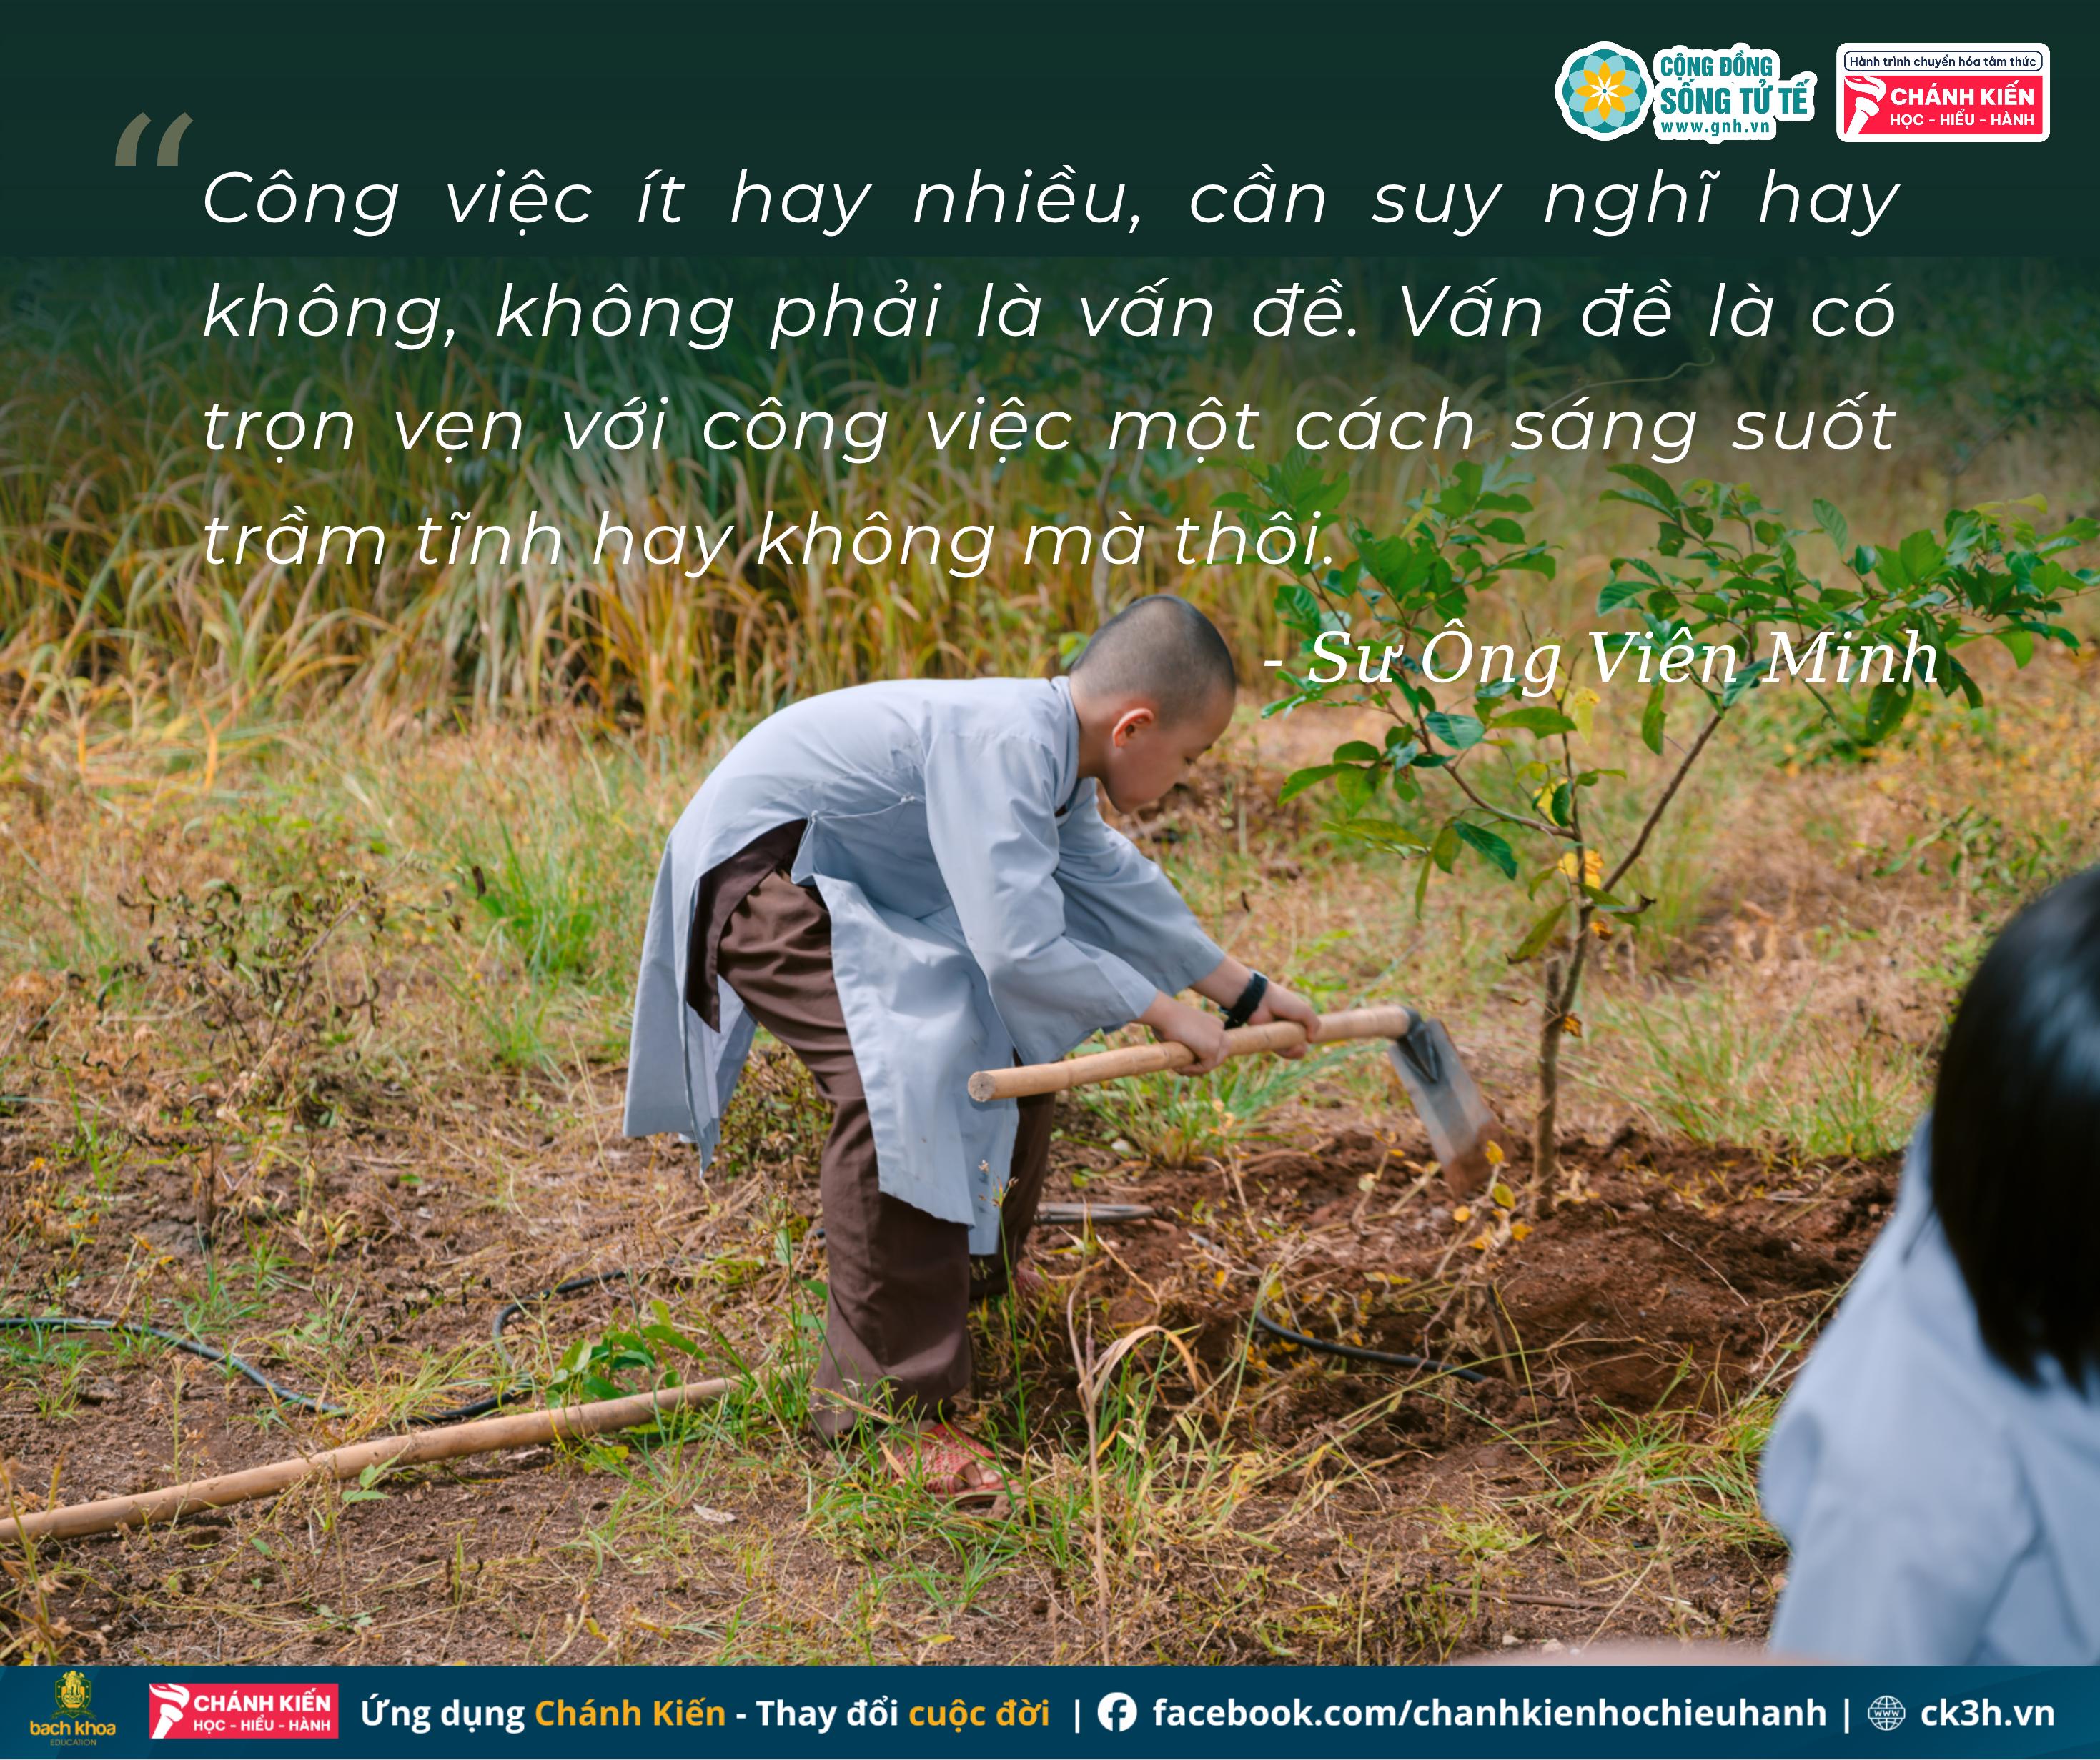 CỘNG ĐỒNG
SỐNG TỬ TẾ
www.gnh.vn
Hành trình chuyển hóa tâm thức
CHÁNH KIẾN
HỌC - HIỂU - HÀNH
“
Công việc ít hay nhiều, cần suy nghĩ hay
không, không phải là vấn đề. Vấn đề là có
trọn vẹn với công việc một cách sáng suốt
trầm tĩnh hay không mà thôi.
- Sư Ông Viên Minh
bach khoa
EDUCATION
CHÁNH KIẾN
HỌC - HIỂU - HÀNH
Ứng dụng Chánh Kiến - Thay đổi cuộc đời | facebook.com/chanhkienhochieuhanh | www ck3h.vn